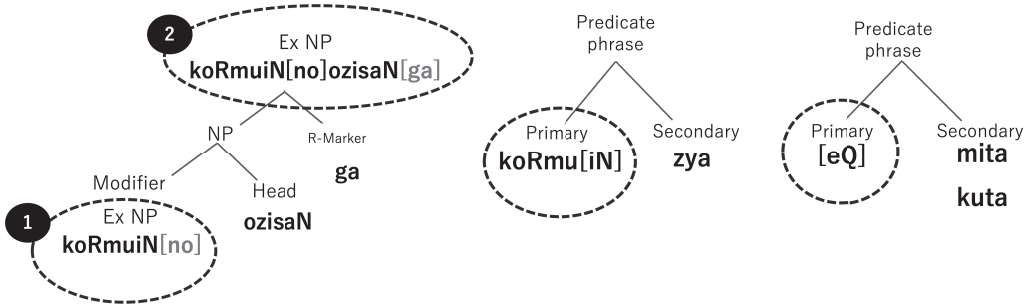 2
Ex NP
koRmuiN[no]ozisaN[ga]
NP
R-Marker
ga
Modifier
Head
ozisaN
1
Ex NP
koRmuiN[no]
Predicate
phrase
Primary
koRmu[iN]
Secondary
zya
Predicate
phrase
Primary
[eQ]
Secondary
mita
kuta